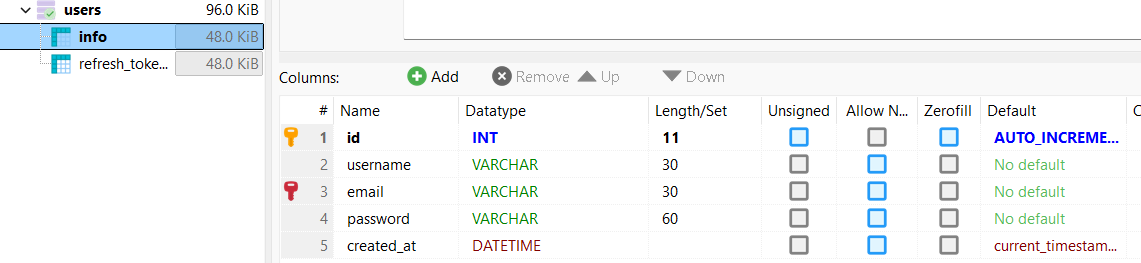 users 96.0 KiB
info 48.0 KiB
refresh_toke... 48.0 KiB
Columns: Add Remove Up Down
# Name Datatype Length/Set Unsigned Allow N... Zerofill Default C
1 id INT 11 AUTO_INCREME...
2 username VARCHAR 30 No default
3 email VARCHAR 30 No default
4 password VARCHAR 60 No default
5 created_at DATETIME current_timestam...